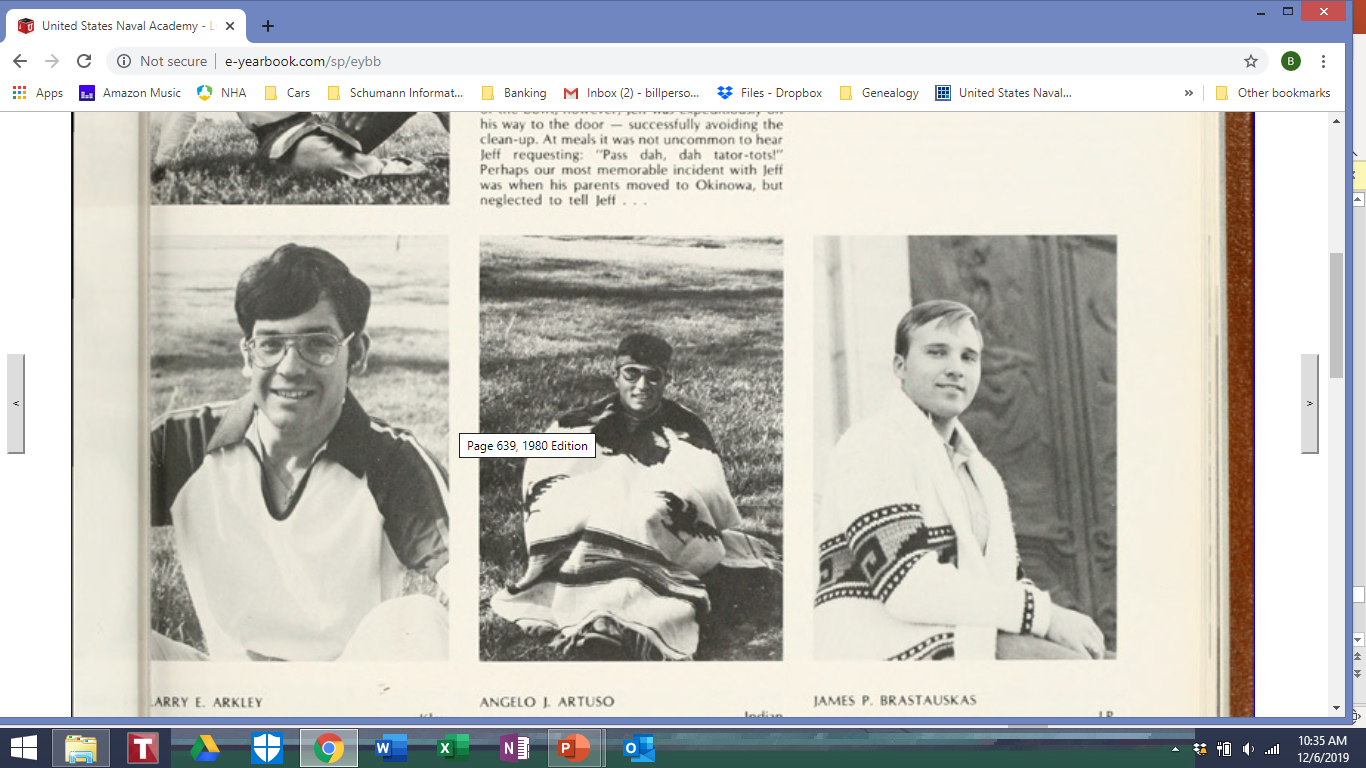 United States Naval Academy - L
Not secure
e-yearbook.com/sp/eybb
B
Apps
Amazon Music
NHA
Cars
Schumann Informat...
Banking
Inbox (2) - billperso...
Files - Dropbox
Genealogy
United States Naval...
»
Other bookmarks
his way to the door — successfully avoiding the
clean-up. At meals it was not uncommon to hear
Jeff requesting: "Pass dah, dah tator-tots!"
Perhaps our most memorable incident with Jeff
was when his parents moved to Okinowa, but
neglected to tell Jeff . . .
<
>
Page 639, 1980 Edition
ARRY E. ARKLEY
ANGELO J. ARTUSO
JAMES P. BRASTAUSKAS
Indian
J.P.
10:35 AM
12/6/2019